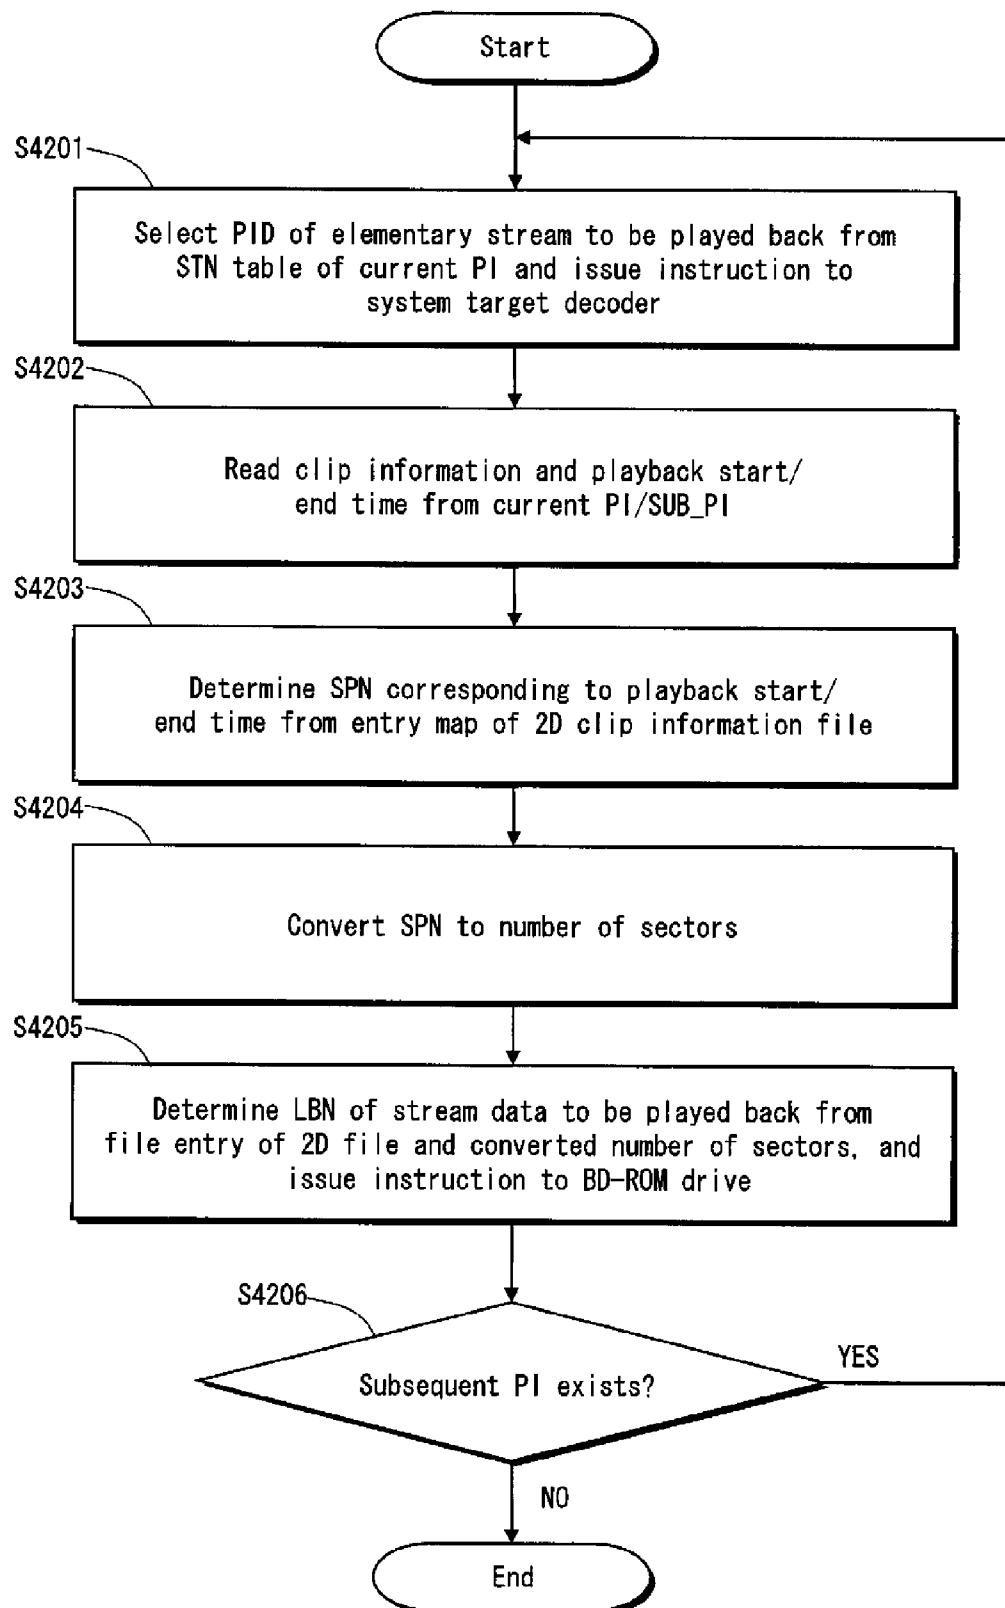 Start
S4201
Select PID of elementary stream to be played back from
STN table of current PI and issue instruction to
system target decoder
S4202
Read clip information and playback start/
end time from current PI/SUB_PI
S4203
Determine SPN corresponding to playback start/
end time from entry map of 2D clip information file
S4204
Convert SPN to number of sectors
S4205
Determine LBN of stream data to be played back from
file entry of 2D file and converted number of sectors, and
issue instruction to BD-ROM drive
S4206
Subsequent PI exists?
YES
NO
End